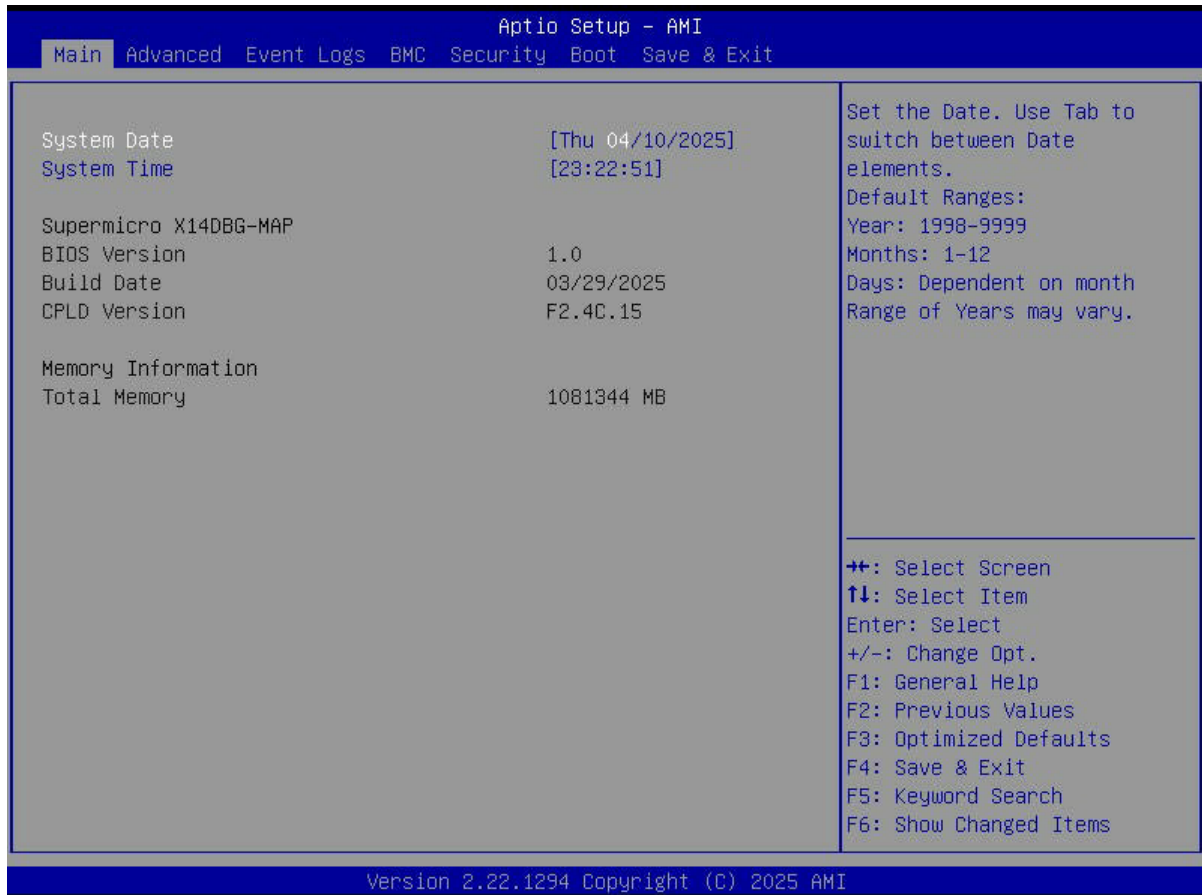 Aptio Setup – AMI
Main Advanced Event Logs BMC Security Boot Save & Exit
System Date [Thu 04/10/2025]
System Time [23:22:51]
Supermicro X14DBG-MAP
BIOS Version 1.0
Build Date 03/29/2025
CPLD Version F2.4C.15
Memory Information
Total Memory 1081344 MB
Set the Date. Use Tab to
switch between Date
elements.
Default Ranges:
Year: 1998-9999
Months: 1-12
Days: Dependent on month
Range of Years may vary.
→←: Select Screen
↑↓: Select Item
Enter: Select
+/-: Change Opt.
F1: General Help
F2: Previous Values
F3: Optimized Defaults
F4: Save & Exit
F5: Keyword Search
F6: Show Changed Items
Version 2.22.1294 Copyright (C) 2025 AMI